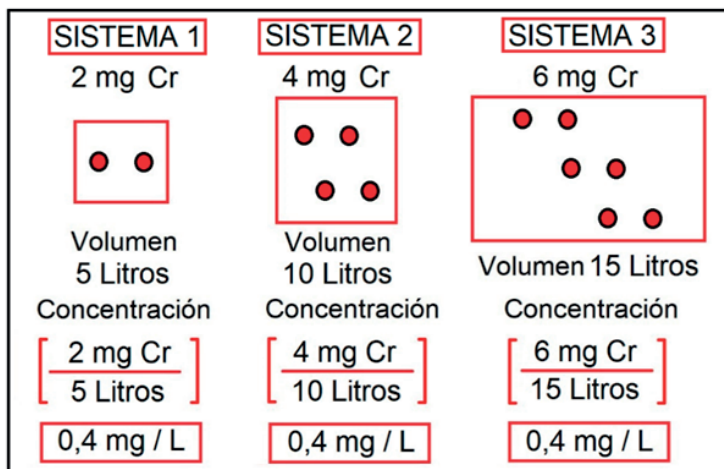 SISTEMA 1
2 mg Cr
Volumen
5 Litros
Concentración
2 mg Cr
5 Litros
0,4 mg / L
SISTEMA 2
4 mg Cr
Volumen
10 Litros
Concentración
4 mg Cr
10 Litros
0,4 mg / L
SISTEMA 3
6 mg Cr
Volumen 15 Litros
Concentración
6 mg Cr
15 Litros
0,4 mg / L